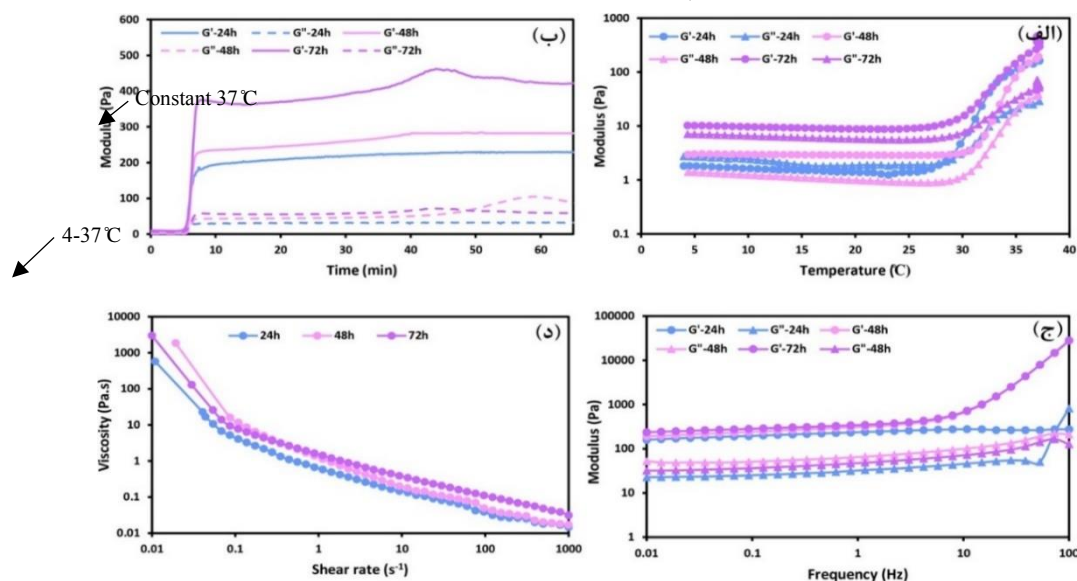 (ب)
G'-24h G"-24h G'-48h
G"-48h G'-72h G"-72h
600
500
400
300
200
100
0
Modulus (Pa)
Constant 37℃
0 10 20 30 40 50 60
Time (min)
4-37℃
(الف)
G'-24h G"-24h G'-48h
G"-48h G'-72h G"-72h
1000
100
10
1
0.1
Modulus (Pa)
0 5 10 15 20 25 30 35 40
Temperature (℃)
(د)
24h 48h 72h
10000
1000
100
10
1
0.1
0.01
Viscosity (Pa.s)
0.01 0.1 1 10 100 1000
Shear rate (s⁻¹)
(ج)
G'-24h G"-24h G'-48h
G"-48h G'-72h G"-48h
100000
10000
1000
100
10
1
Modulus (Pa)
0.01 0.1 1 10 100
Frequency (Hz)